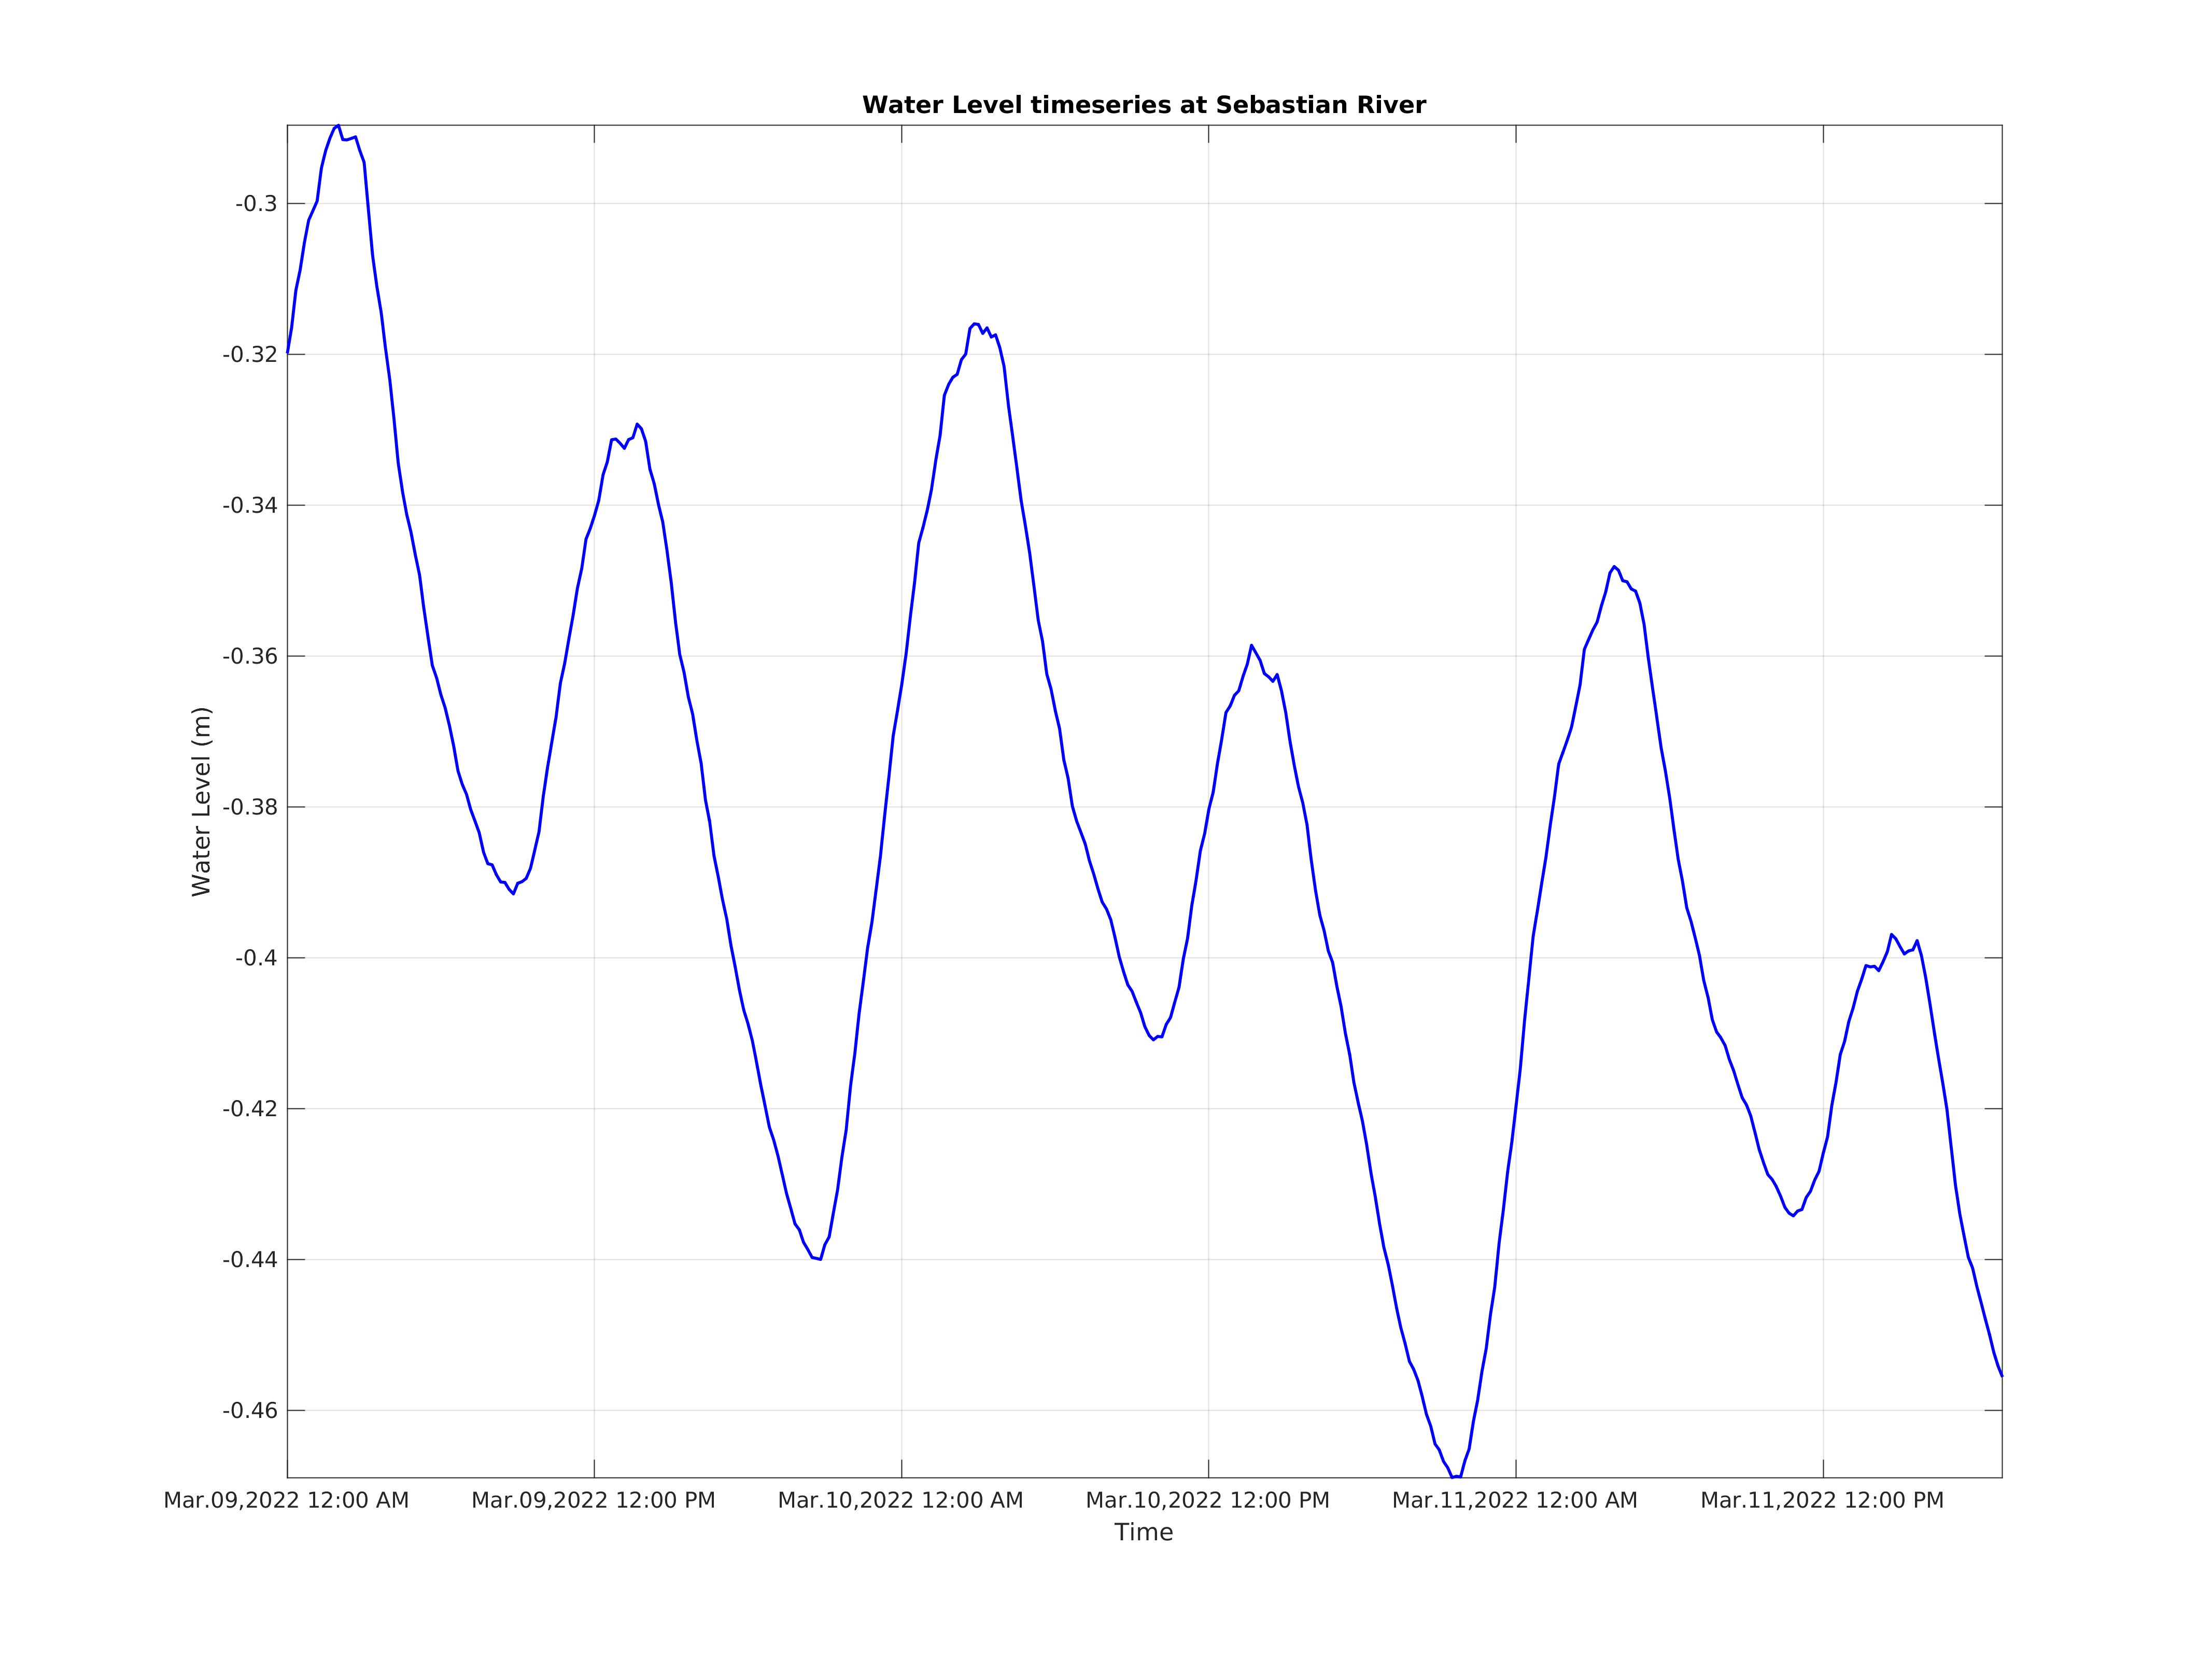 Water Level timeseries at Sebastian River
-0.3
-0.32
-0.34
-0.36
-0.38
-0.4
-0.42
-0.44
-0.46
Water Level (m)
Mar.09,2022 12:00 AM Mar.09,2022 12:00 PM Mar.10,2022 12:00 AM Mar.10,2022 12:00 PM Mar.11,2022 12:00 AM Mar.11,2022 12:00 PM
Time